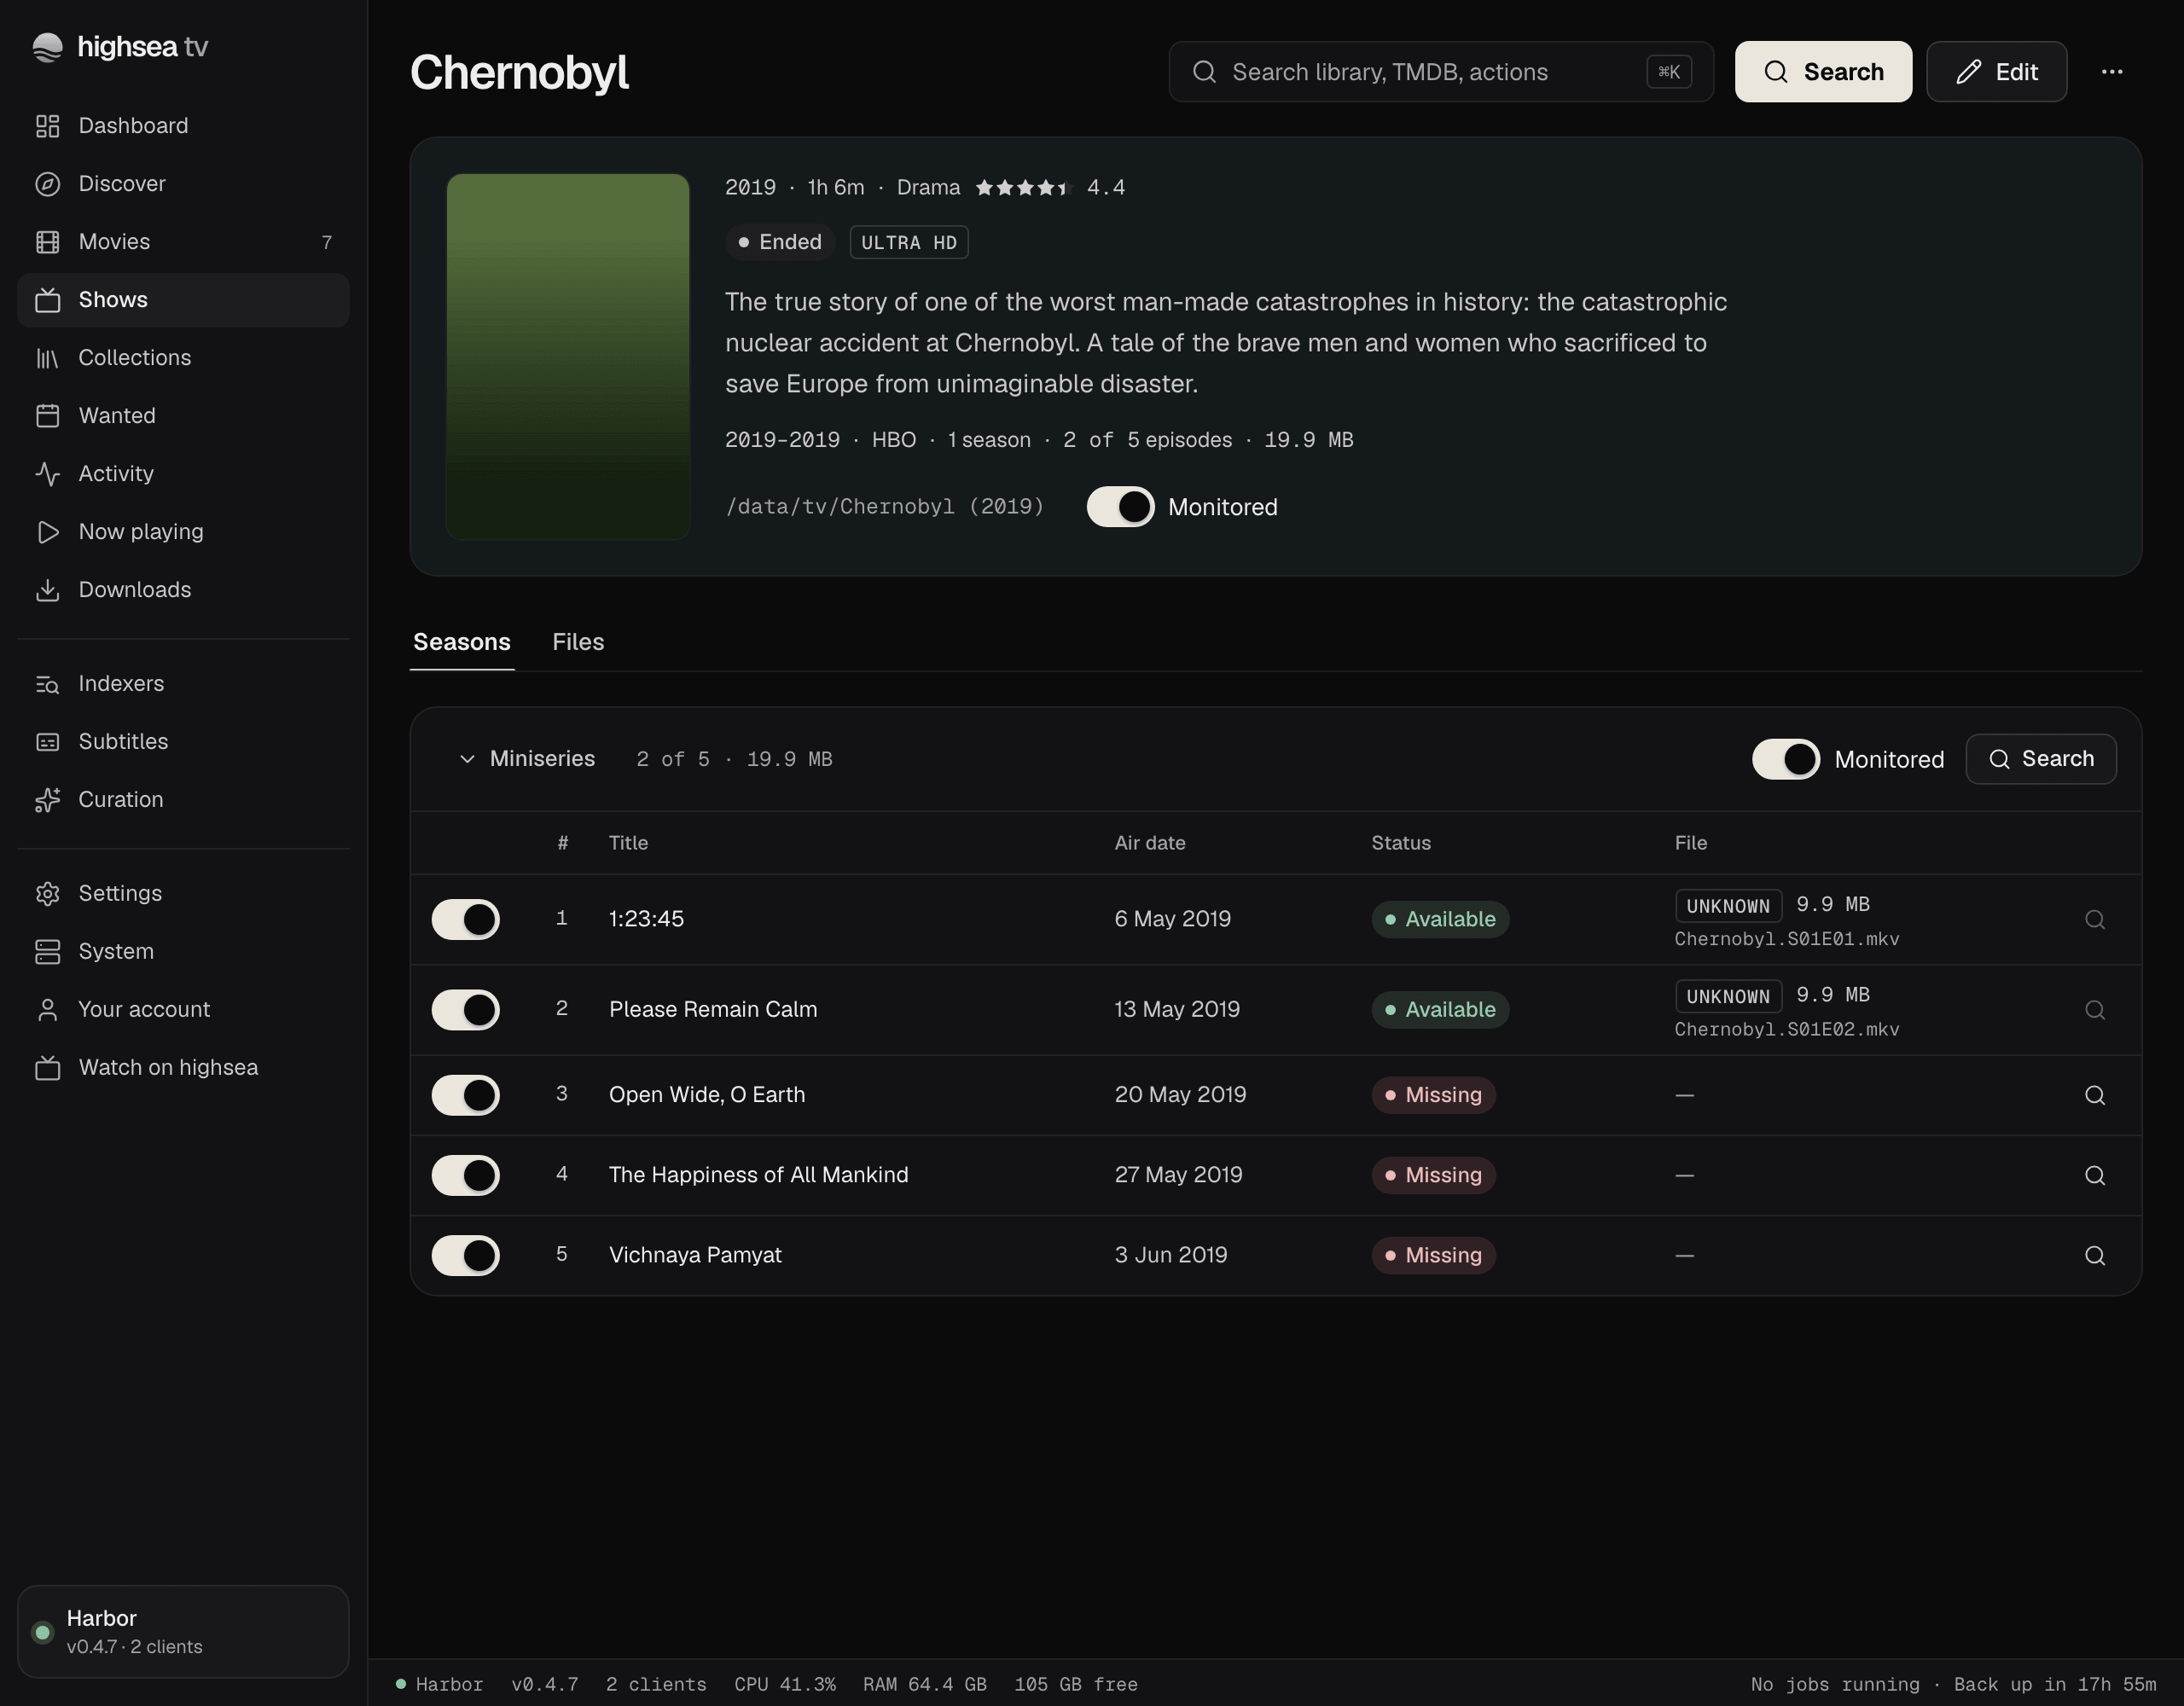 highsea tv
Dashboard
Discover
Movies 7
Shows
Collections
Wanted
Activity
Now playing
Downloads
Indexers
Subtitles
Curation
Settings
System
Your account
Watch on highsea
Harbor
v0.4.7 · 2 clients
Chernobyl
Search library, TMDB, actions ⌘K
Search
Edit
2019 · 1h 6m · Drama 4.4
Ended ULTRA HD
The true story of one of the worst man-made catastrophes in history: the catastrophic
nuclear accident at Chernobyl. A tale of the brave men and women who sacrificed to
save Europe from unimaginable disaster.
2019-2019 · HBO · 1 season · 2 of 5 episodes · 19.9 MB
/data/tv/Chernobyl (2019) Monitored
Seasons Files
Miniseries 2 of 5 · 19.9 MB Monitored Search
# Title Air date Status File
1 1:23:45 6 May 2019 Available UNKNOWN 9.9 MB
Chernobyl.S01E01.mkv
2 Please Remain Calm 13 May 2019 Available UNKNOWN 9.9 MB
Chernobyl.S01E02.mkv
3 Open Wide, O Earth 20 May 2019 Missing —
4 The Happiness of All Mankind 27 May 2019 Missing —
5 Vichnaya Pamyat 3 Jun 2019 Missing —
Harbor v0.4.7 2 clients CPU 41.3% RAM 64.4 GB 105 GB free No jobs running · Back up in 17h 55m